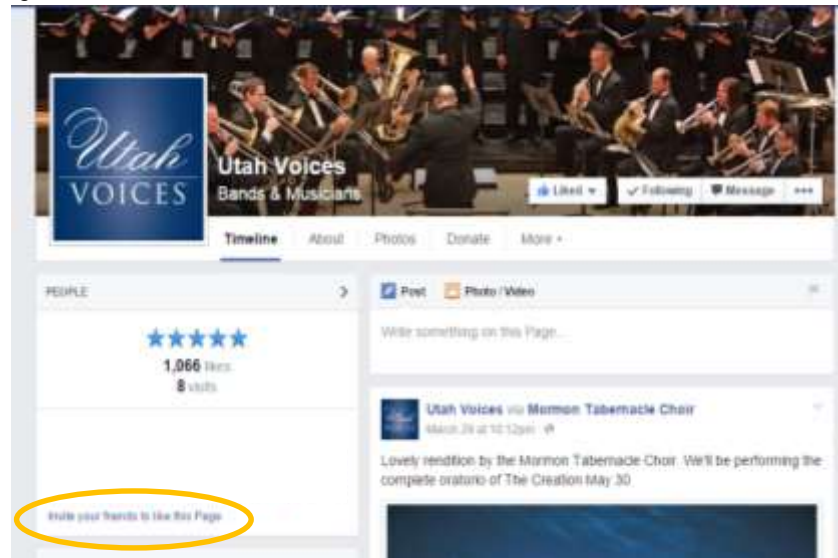 Utah
VOICES
Utah Voices
Bands & Musicians
Liked Following Message
Timeline About Photos Donate More
PEOPLE
1,066 likes
8 visits
Invite your friends to like this Page
Post Photo / Video
Write something on this Page...
Utah Voices via Mormon Tabernacle Choir
Lovely rendition by the Mormon Tabernacle Choir. We'll be performing the
complete oratorio of The Creation May 30